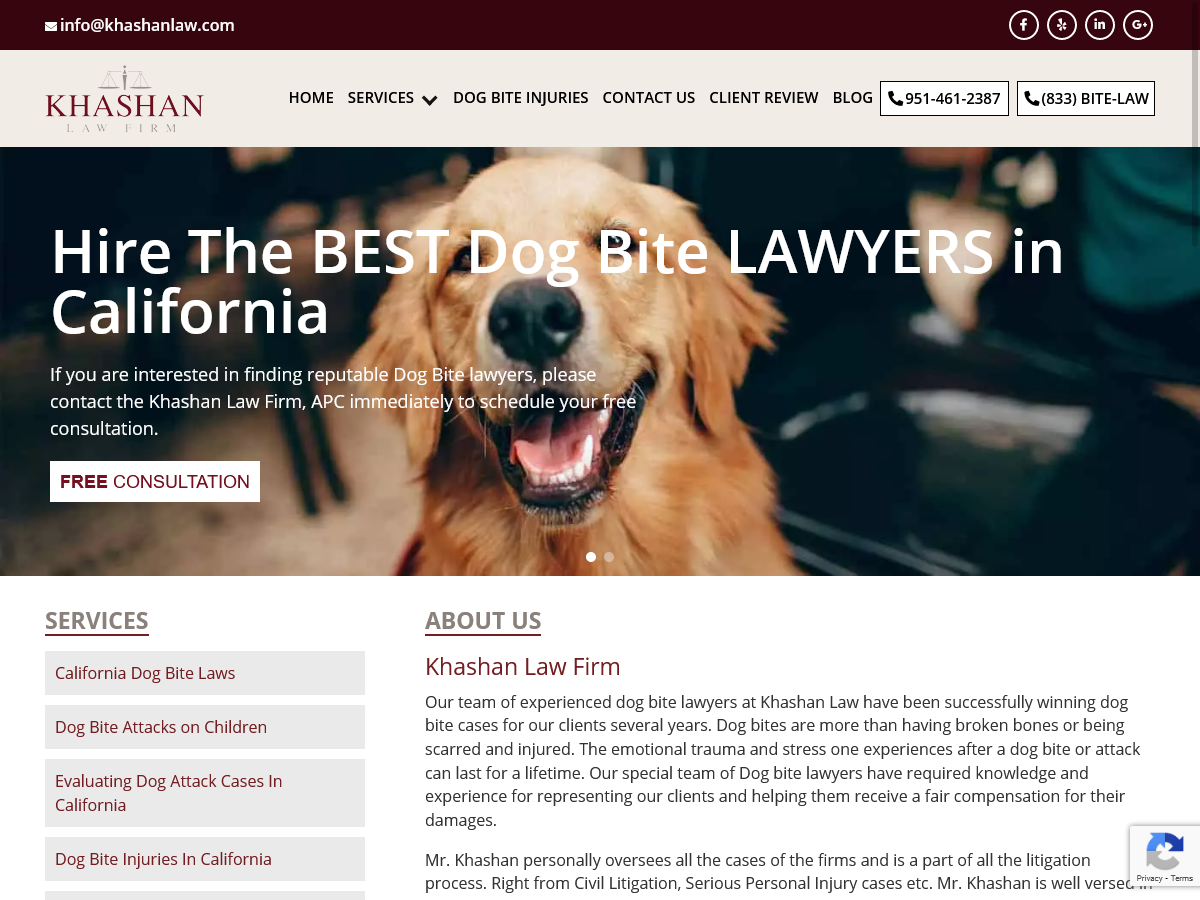 info@khashanlaw.com
KHASHAN
LAW FIRM
HOME SERVICES DOG BITE INJURIES CONTACT US CLIENT REVIEW BLOG 951-461-2387 (833) BITE-LAW
Hire The BEST Dog Bite LAWYERS in
California
If you are interested in finding reputable Dog Bite lawyers, please
contact the Khashan Law Firm, APC immediately to schedule your free
consultation.
FREE CONSULTATION
SERVICES
California Dog Bite Laws
Dog Bite Attacks on Children
Evaluating Dog Attack Cases In
California
Dog Bite Injuries In California
ABOUT US
Khashan Law Firm
Our team of experienced dog bite lawyers at Khashan Law have been successfully winning dog
bite cases for our clients several years. Dog bites are more than having broken bones or being
scarred and injured. The emotional trauma and stress one experiences after a dog bite or attack
can last for a lifetime. Our special team of Dog bite lawyers have required knowledge and
experience for representing our clients and helping them receive a fair compensation for their
damages.
Mr. Khashan personally oversees all the cases of the firms and is a part of all the litigation
process. Right from Civil Litigation, Serious Personal Injury cases etc. Mr. Khashan is well versed in
Privacy - Terms